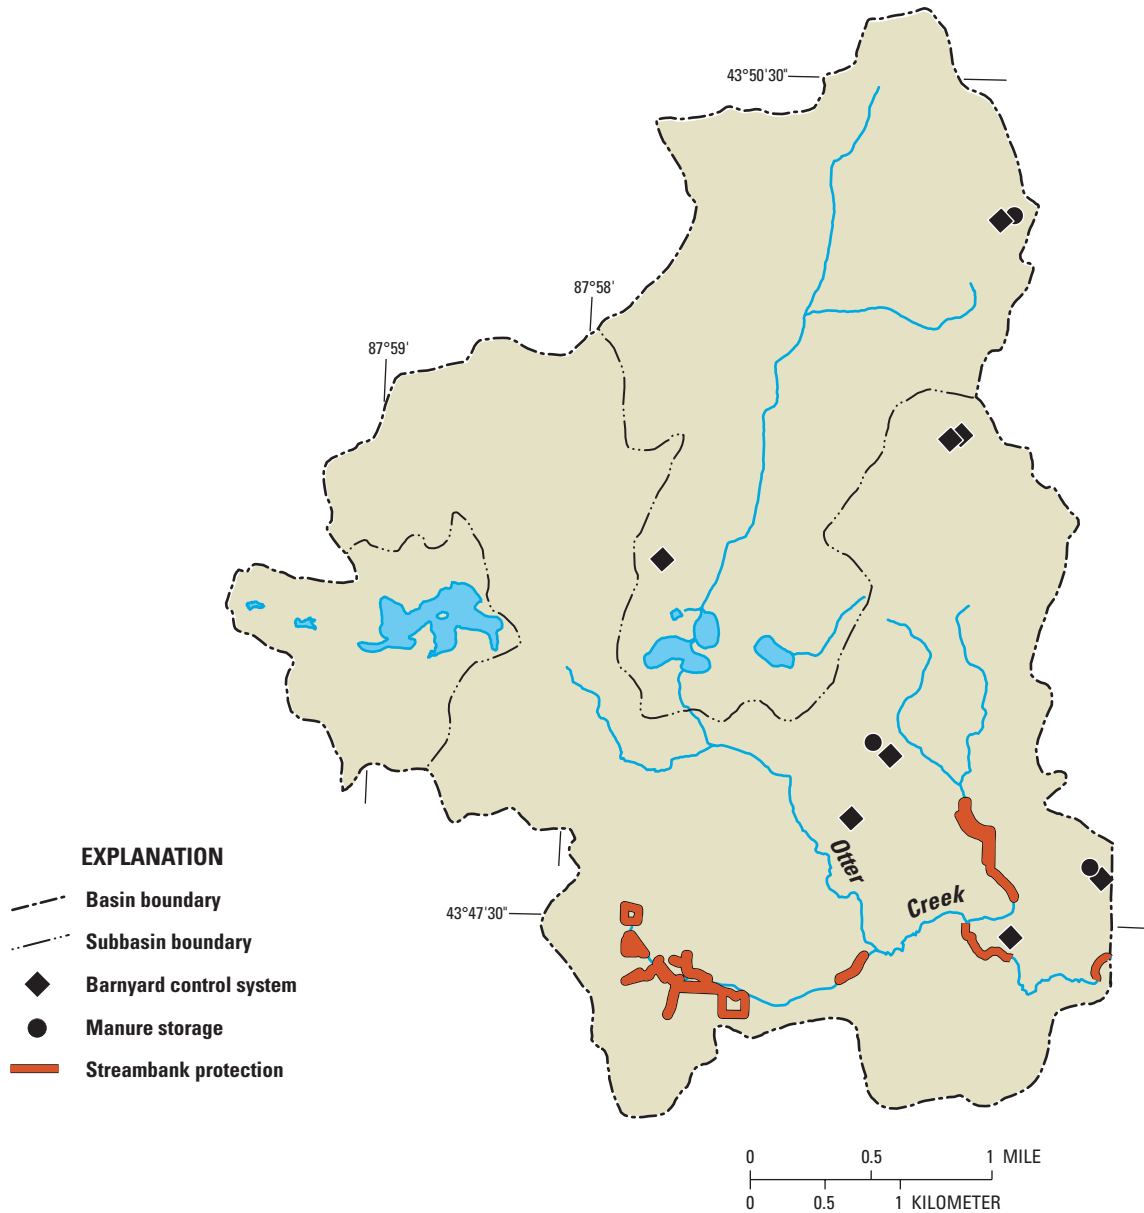 43°50'30"
87°58'
87°59'
Otter
Creek
43°47'30"
EXPLANATION
Basin boundary
Subbasin boundary
Barnyard control system
Manure storage
Streambank protection
0 0.5 1 MILE
0 0.5 1 KILOMETER